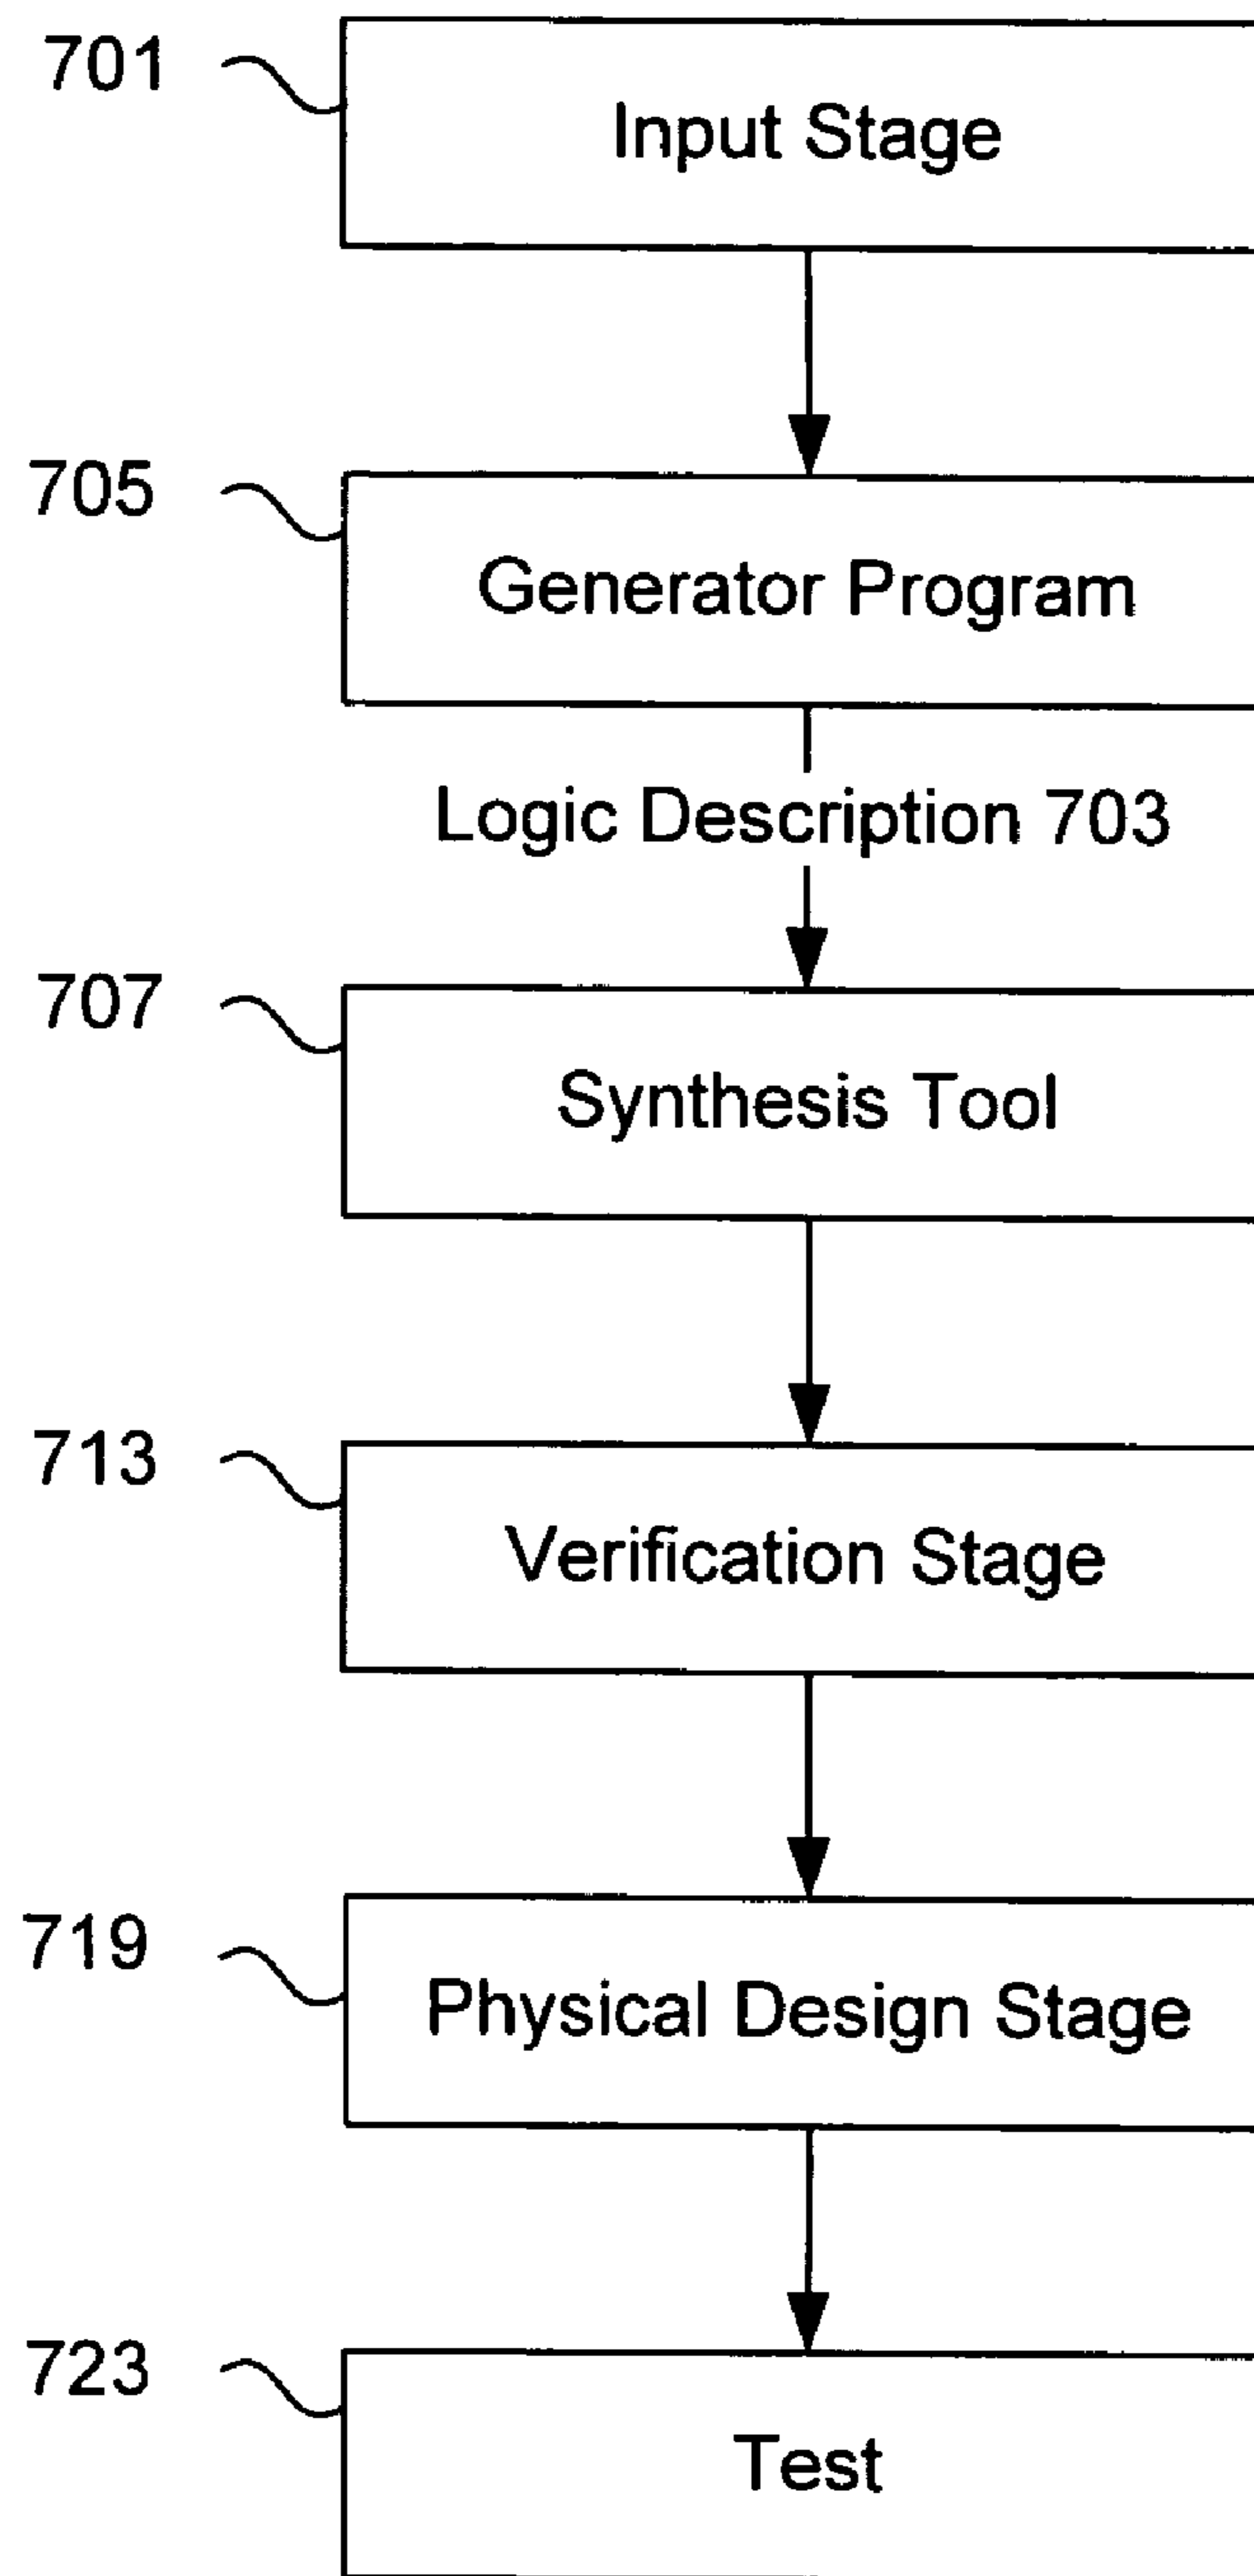 701
Input Stage
705
Generator Program
Logic Description 703
707
Synthesis Tool
713
Verification Stage
719
Physical Design Stage
723
Test